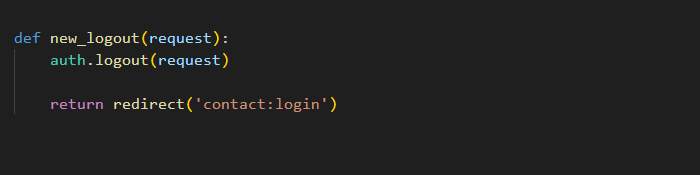 def new_logout(request):
    auth.logout(request)
    return redirect('contact:login')